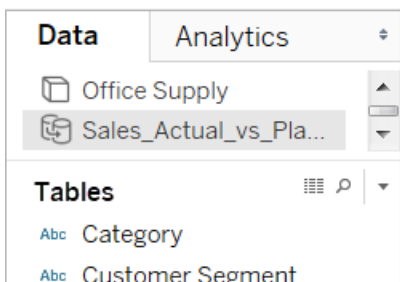 Data Analytics
Office Supply
Sales_Actual_vs_Pla...
Tables
Abc Category
Abc Customer Segment